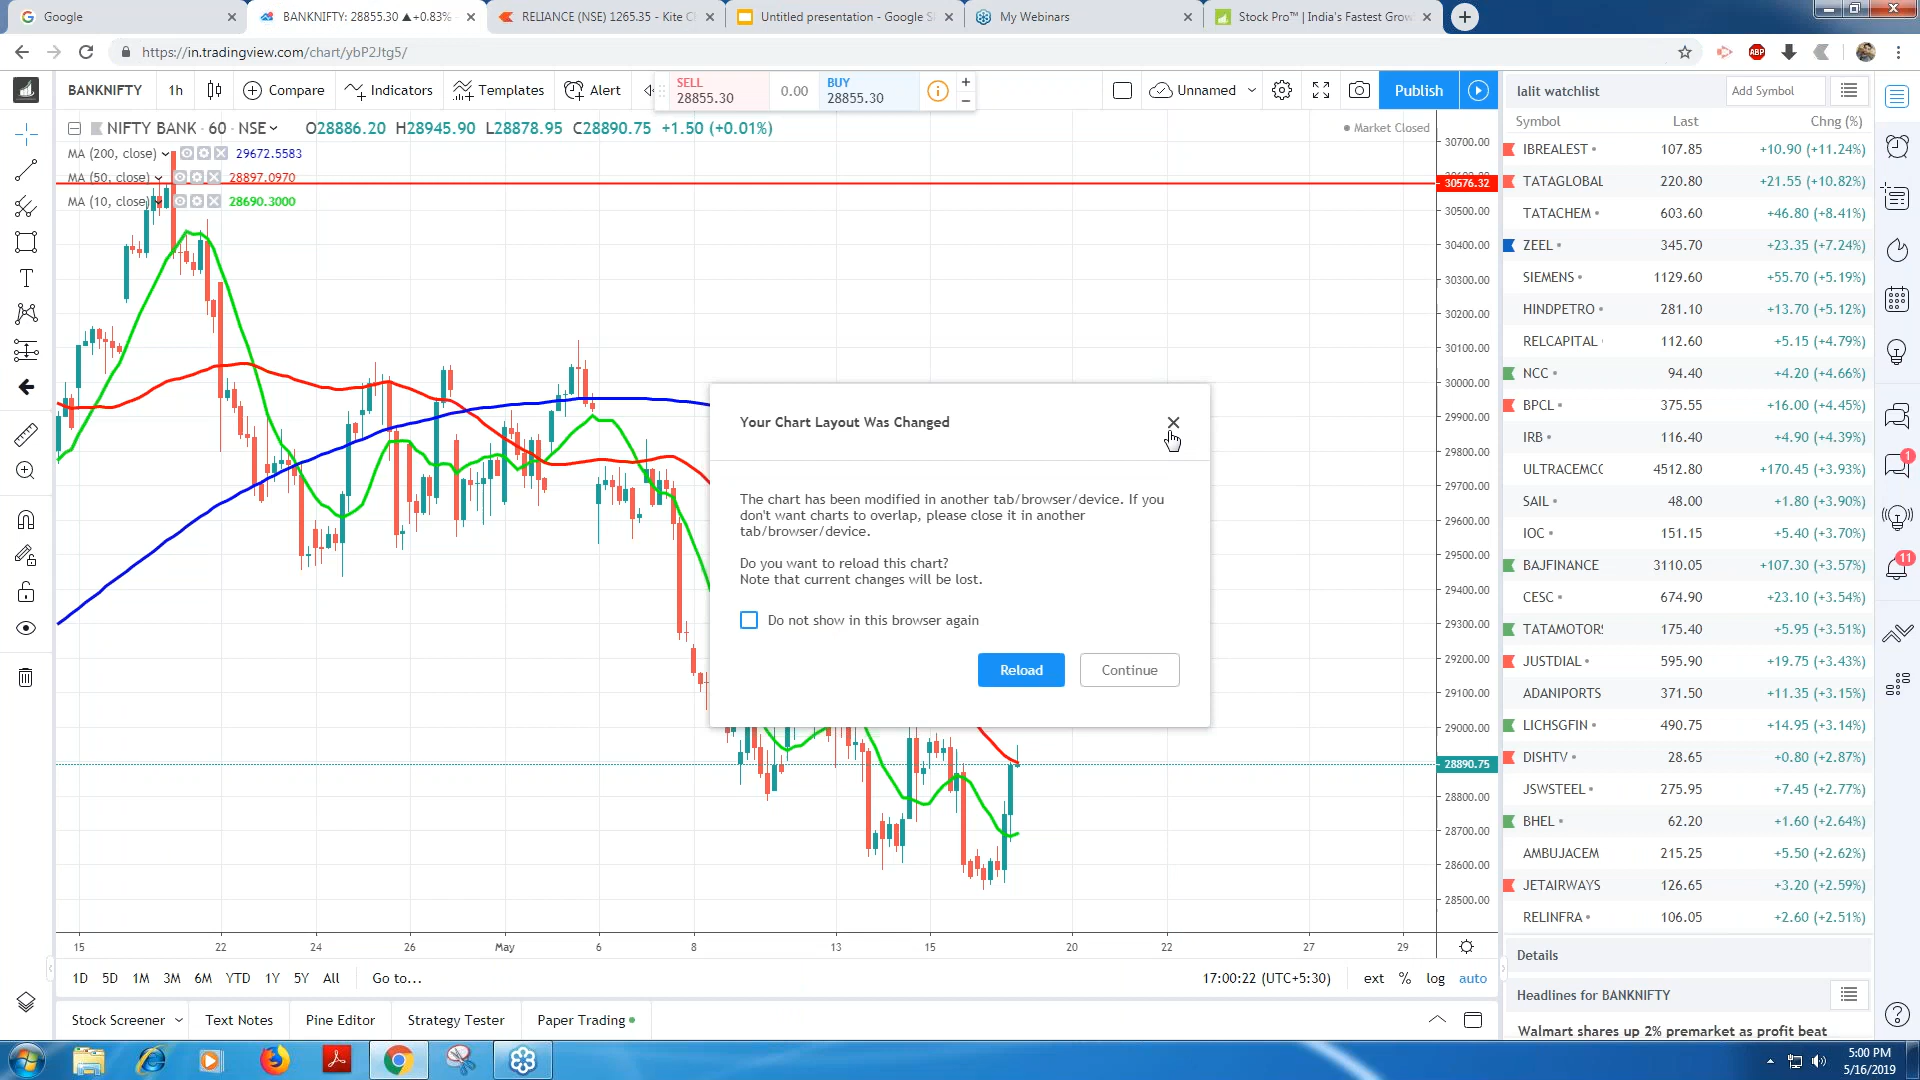 Google
BANKNIFTY: 28855.30 ▲+0.83%
RELIANCE (NSE) 1265.35 - Kite C
Untitled presentation - Google S
My Webinars
Stock Pro™ | India's Fastest Grow
https://in.tradingview.com/chart/ybP2Jtg5/
ABP
BANKNIFTY 1h Compare Indicators Templates Alert
SELL
28855.30
0.00
BUY
28855.30
Unnamed
Publish
NIFTY BANK · 60 · NSE O28886.20 H28945.90 L28878.95 C28890.75 +1.50 (+0.01%)
Market Closed
MA (200, close) 29672.5583
MA (50, close) 28897.0970
MA (10, close) 28690.3000
30700.00
30576.32
30500.00
30400.00
30300.00
30200.00
30100.00
30000.00
29900.00
29800.00
29700.00
29600.00
29500.00
29400.00
29300.00
29200.00
29100.00
29000.00
28890.75
28800.00
28700.00
28600.00
28500.00
Your Chart Layout Was Changed
The chart has been modified in another tab/browser/device. If you
don't want charts to overlap, please close it in another
tab/browser/device.
Do you want to reload this chart?
Note that current changes will be lost.
Do not show in this browser again
Reload Continue
15 22 24 26 May 6 8 13 15 20 22 27 29
1D 5D 1M 3M 6M YTD 1Y 5Y All Go to...
17:00:22 (UTC+5:30) ext % log auto
Stock Screener Text Notes Pine Editor Strategy Tester Paper Trading
lalit watchlist Add Symbol
Symbol Last Chng (%)
IBREALEST 107.85 +10.90 (+11.24%)
TATAGLOBAL 220.80 +21.55 (+10.82%)
TATACHEM 603.60 +46.80 (+8.41%)
ZEEL 345.70 +23.35 (+7.24%)
SIEMENS 1129.60 +55.70 (+5.19%)
HINDPETRO 281.10 +13.70 (+5.12%)
RELCAPITAL 112.60 +5.15 (+4.79%)
NCC 94.40 +4.20 (+4.66%)
BPCL 375.55 +16.00 (+4.45%)
IRB 116.40 +4.90 (+4.39%)
ULTRACEMCO 4512.80 +170.45 (+3.93%)
SAIL 48.00 +1.80 (+3.90%)
IOC 151.15 +5.40 (+3.70%)
BAJFINANCE 3110.05 +107.30 (+3.57%)
CESC 674.90 +23.10 (+3.54%)
TATAMOTORS 175.40 +5.95 (+3.51%)
JUSTDIAL 595.90 +19.75 (+3.43%)
ADANIPORTS 371.50 +11.35 (+3.15%)
LICHSGFIN 490.75 +14.95 (+3.14%)
DISHTV 28.65 +0.80 (+2.87%)
JSWSTEEL 275.95 +7.45 (+2.77%)
BHEL 62.20 +1.60 (+2.64%)
AMBUJACEM 215.25 +5.50 (+2.62%)
JETAIRWAYS 126.65 +3.20 (+2.59%)
RELINFRA 106.05 +2.60 (+2.51%)
Details
Headlines for BANKNIFTY
Walmart shares up 2% premarket as profit beat
1
11
5:00 PM
5/16/2019